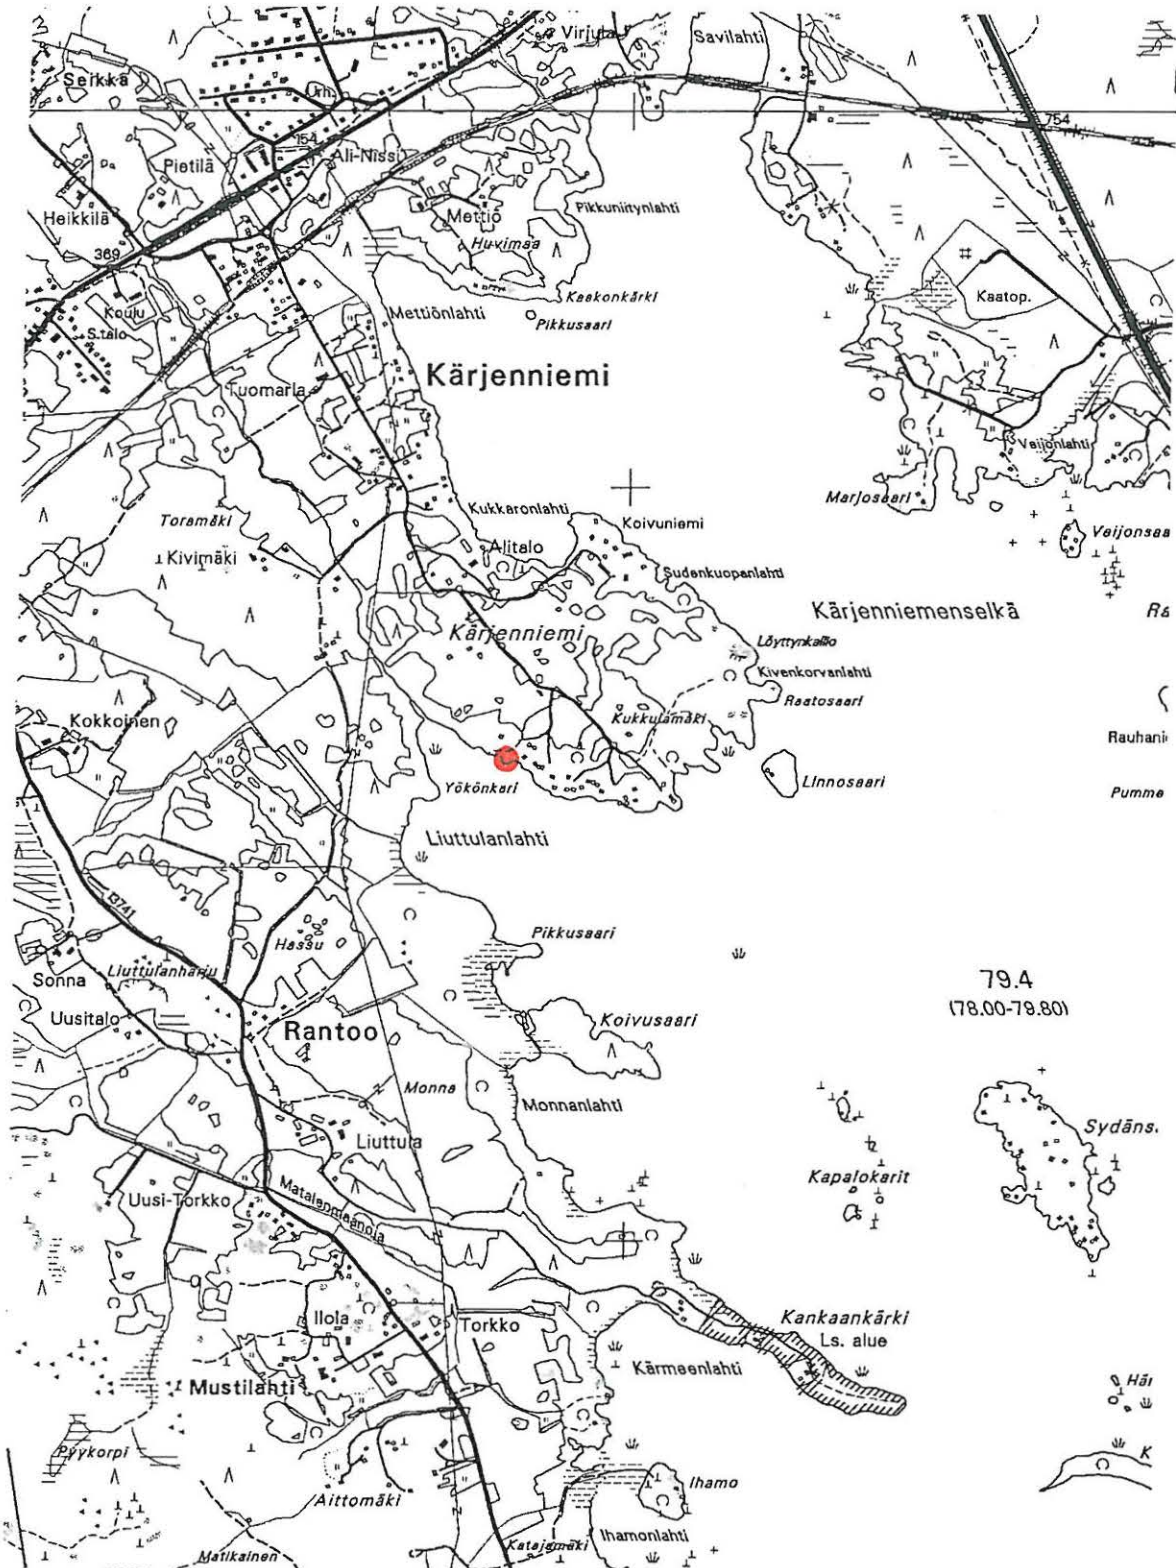 Virjula
Savilahti
Seikka
Urh.
154
754
Pietilä
Ali-Nissi
Heikkilä
Mettiö
Pikkuniitynlahti
Huvimaa
369
Kaatop.
Koulu
Kaakonkärki
S.talo
Mettiönlahti
Pikkusaari
Kärjenniemi
Tuomarla
Veijonlahti
Marjosaari
Kukkaronlahti
Toramäki
Koivuniemi
Veijonsaa
Kivimäki
Alitalo
Sudenkuopanlahti
Kärjenniemenselkä
Kärjenniemi
Löyttynkallio
Kivenkorvanlahti
Raatosaari
Kokkoinen
Kukkulamäki
Rauhani
Yökönkari
Linnosaari
Pumme
Liuttulanlahti
13741
Hassu
Pikkusaari
Sonna
Liuttulanharju
79.4
(78.00-79.80)
Uusitalo
Rantoo
Koivusaari
Monna
Monnanlahti
Liuttula
Sydäns.
Kapalokarit
Uusi-Torkko
Matalanmaanoja
Kankaankärki
Ls. alue
Ilola
Torkko
Kärmeenlahti
Häi
Mustilahti
Pyykorpi
K
Ihamo
Aittomäki
Ihamonlahti
Katajamäki
Matikainen